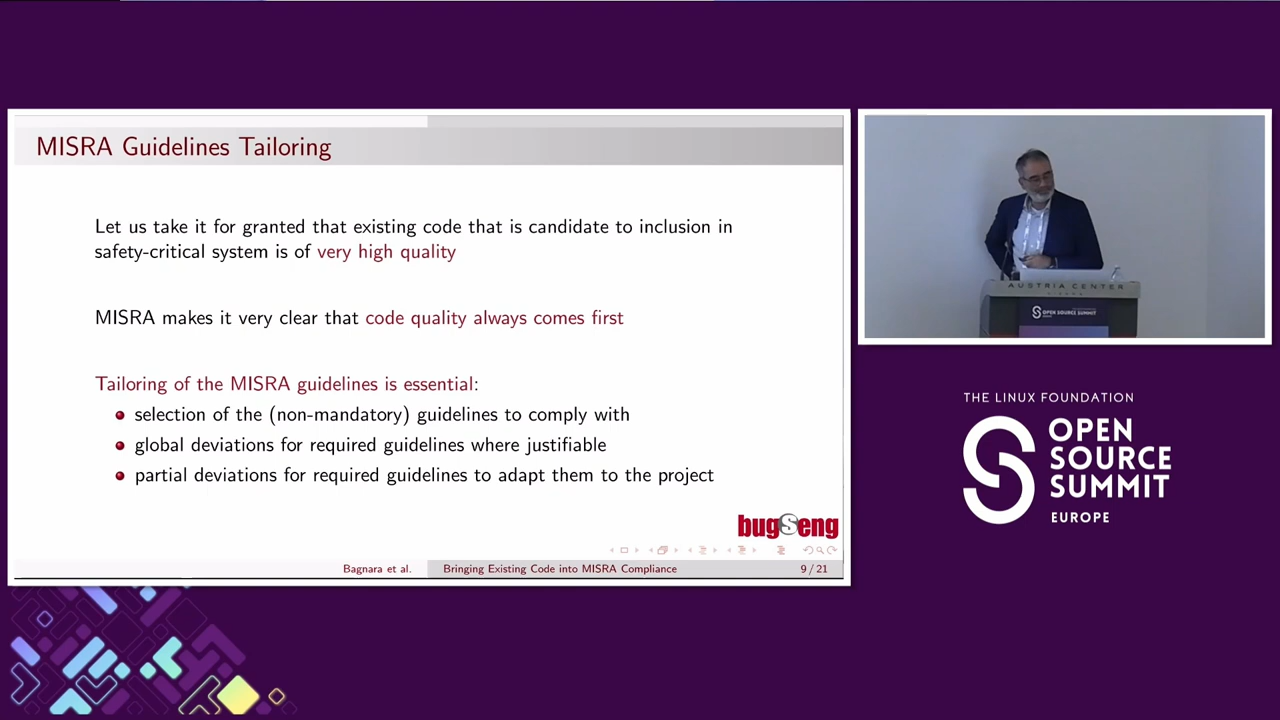 MISRA Guidelines Tailoring
Let us take it for granted that existing code that is candidate to inclusion in
safety-critical system is of very high quality
MISRA makes it very clear that code quality always comes first
Tailoring of the MISRA guidelines is essential:
selection of the (non-mandatory) guidelines to comply with
global deviations for required guidelines where justifiable
partial deviations for required guidelines to adapt them to the project
bugSeng
Bagnara et al.
Bringing Existing Code into MISRA Compliance
9 / 21
AUSTRIA CENTER
OPEN SOURCE SUMMIT
THE LINUX FOUNDATION
OPEN
SOURCE
SUMMIT
EUROPE